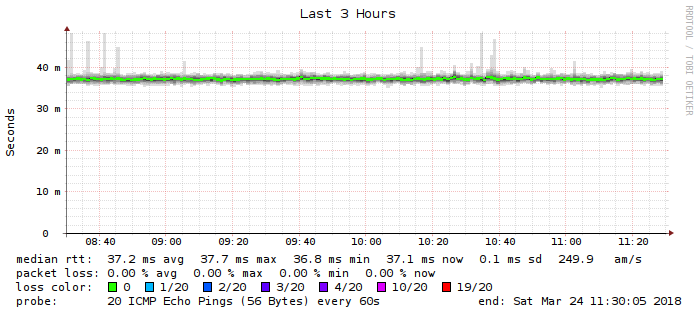 Last 3 Hours
RRDTOOL / TOBI OETIKER
Seconds
40 m
30 m
20 m
10 m
0
08:40 09:00 09:20 09:40 10:00 10:20 10:40 11:00 11:20
median rtt: 37.2 ms avg 37.7 ms max 36.8 ms min 37.1 ms now 0.1 ms sd 249.9 am/s
packet loss: 0.00 % avg 0.00 % max 0.00 % min 0.00 % now
loss color: 0 1/20 2/20 3/20 4/20 10/20 19/20
probe: 20 ICMP Echo Pings (56 Bytes) every 60s end: Sat Mar 24 11:30:05 2018